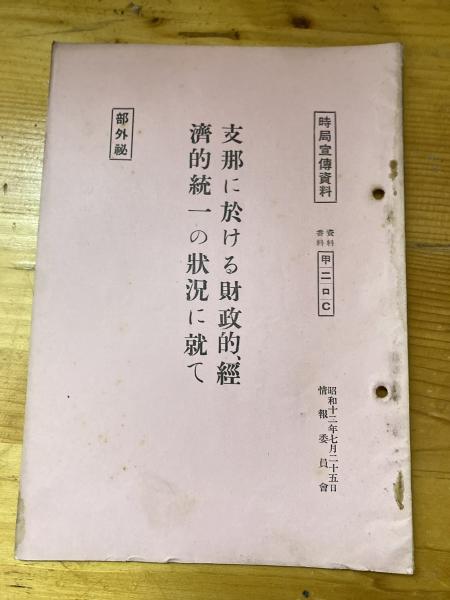 時局宣傳資料
資料
番料
甲二ロC
昭和十二年七月二十五日
情報委員會
支那に於ける財政的、經
濟的統一の狀況に就て
部外祕